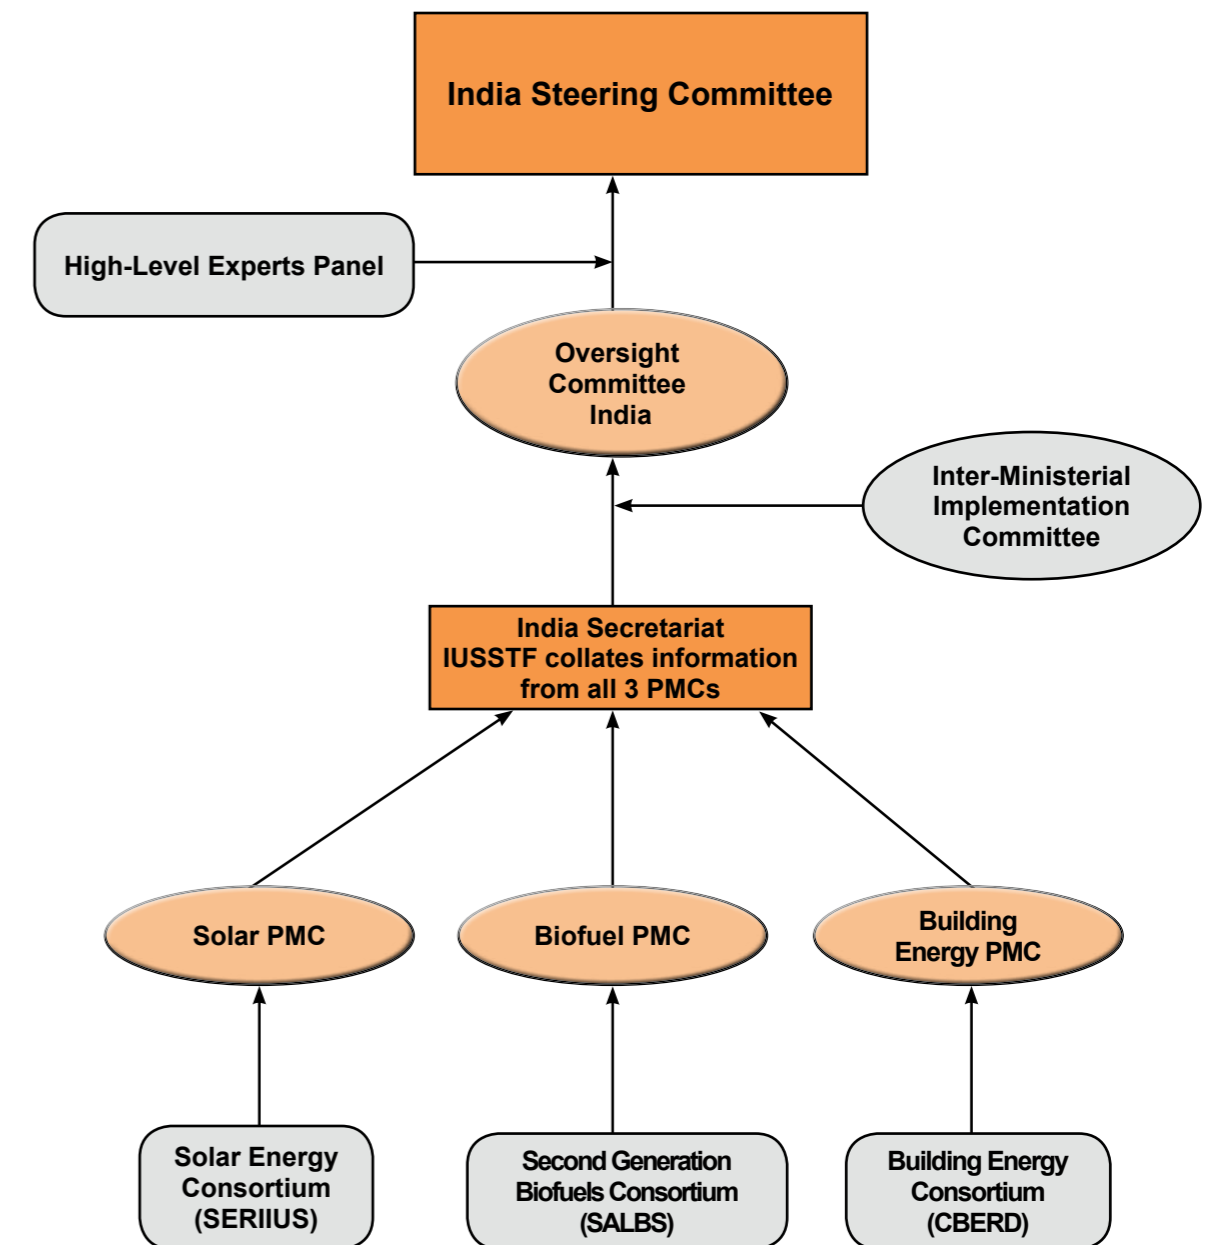 India Steering Committee
High-Level Experts Panel
Oversight
Committee
India
Inter-Ministerial
Implementation
Committee
India Secretariat
IUSSTF collates information
from all 3 PMCs
Solar PMC
Biofuel PMC
Building
Energy PMC
Solar Energy
Consortium
(SERIIUS)
Second Generation
Biofuels Consortium
(SALBS)
Building Energy
Consortium
(CBERD)